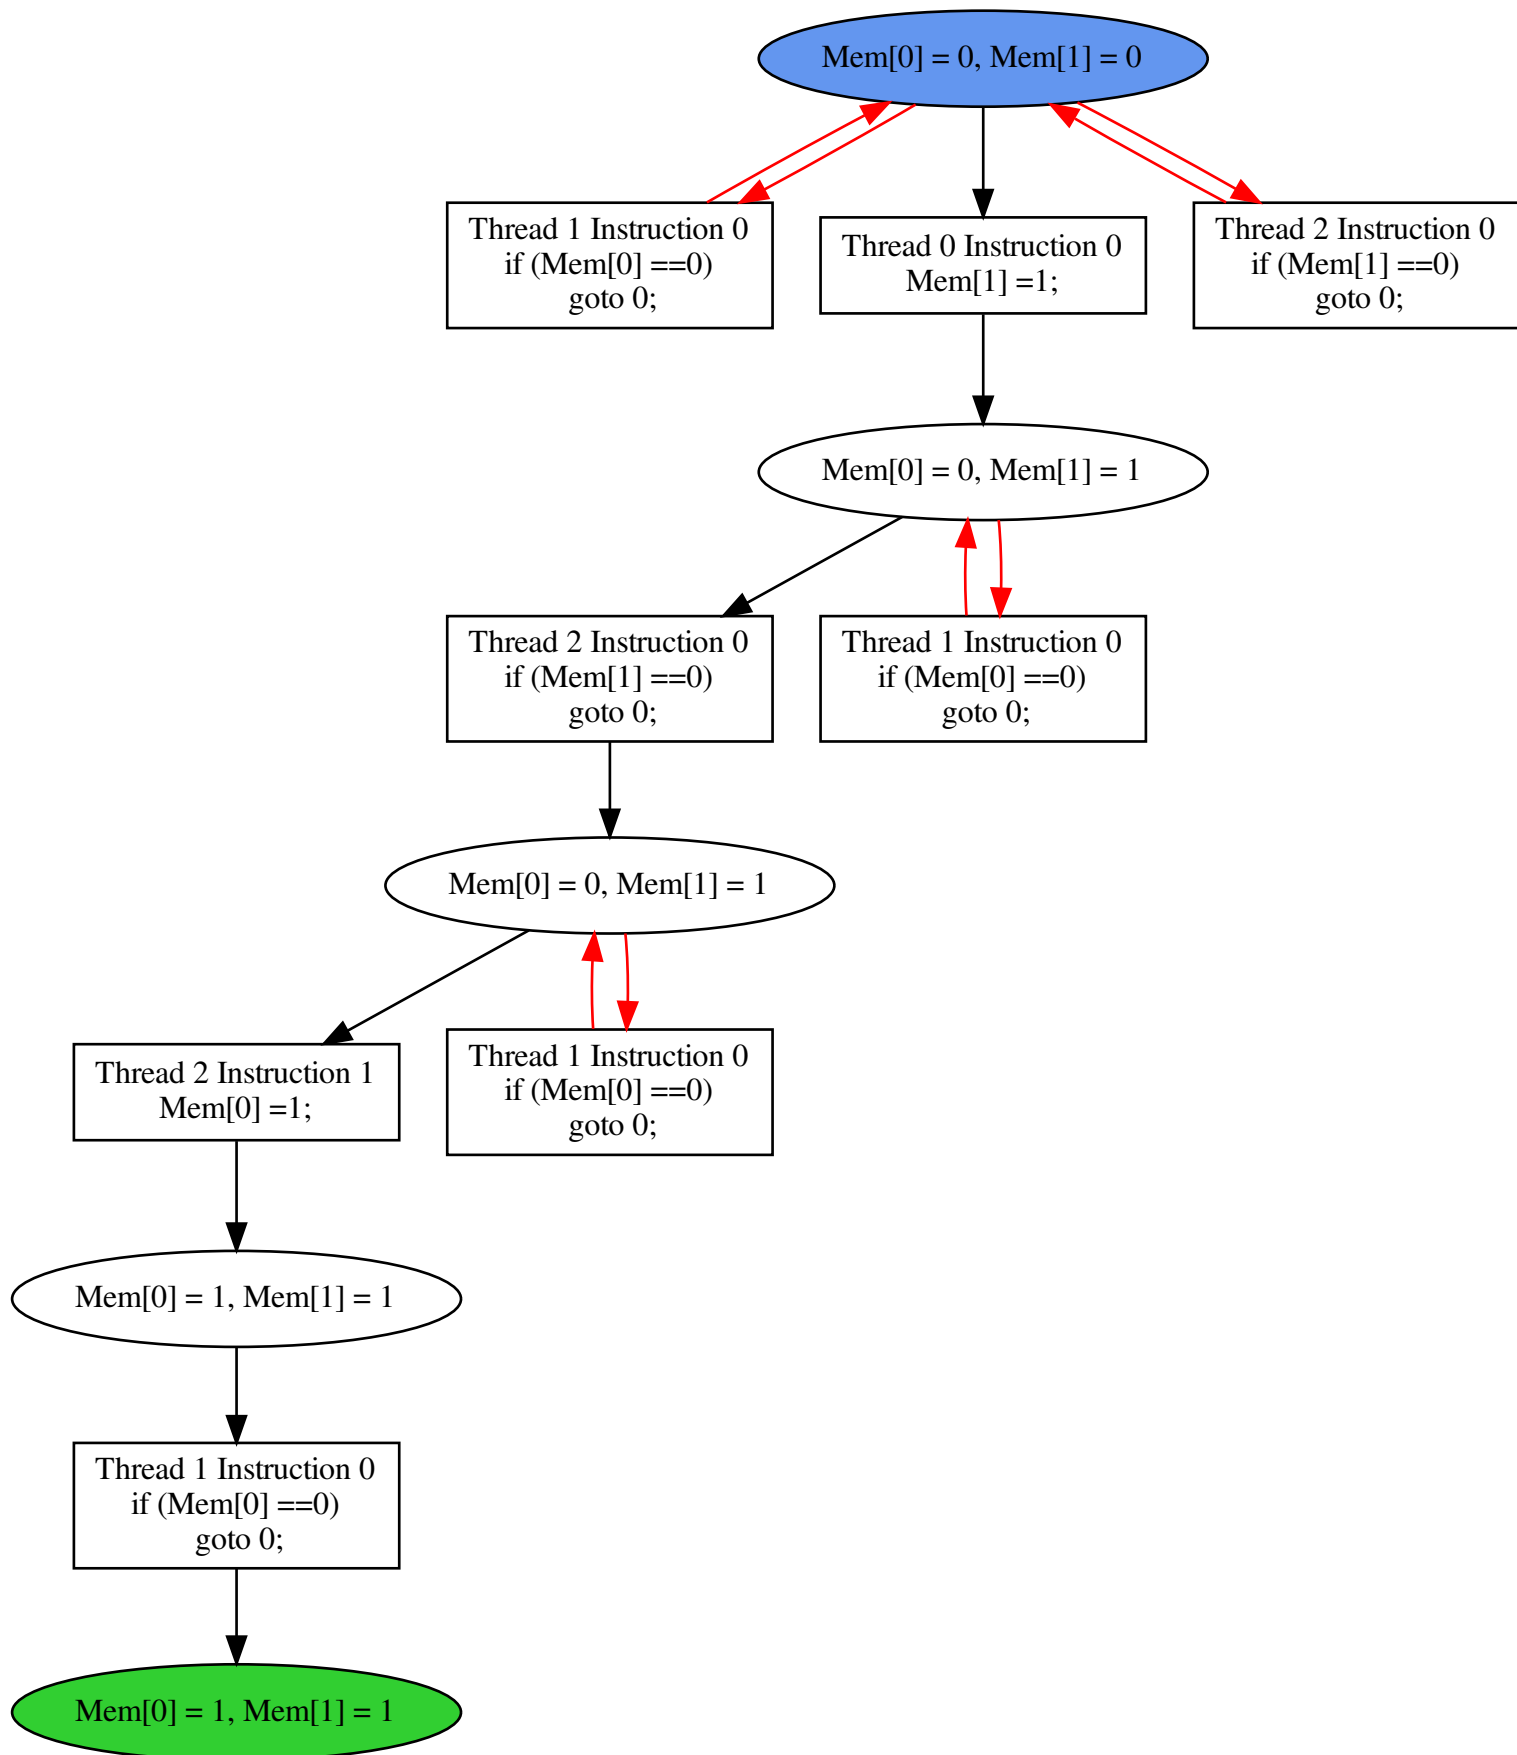 Mem[0] = 0, Mem[1] = 0
Thread 1 Instruction 0
if (Mem[0] ==0)
goto 0;
Thread 0 Instruction 0
Mem[1] =1;
Thread 2 Instruction 0
if (Mem[1] ==0)
goto 0;
Mem[0] = 0, Mem[1] = 1
Thread 2 Instruction 0
if (Mem[1] ==0)
goto 0;
Thread 1 Instruction 0
if (Mem[0] ==0)
goto 0;
Mem[0] = 0, Mem[1] = 1
Thread 2 Instruction 1
Mem[0] =1;
Thread 1 Instruction 0
if (Mem[0] ==0)
goto 0;
Mem[0] = 1, Mem[1] = 1
Thread 1 Instruction 0
if (Mem[0] ==0)
goto 0;
Mem[0] = 1, Mem[1] = 1